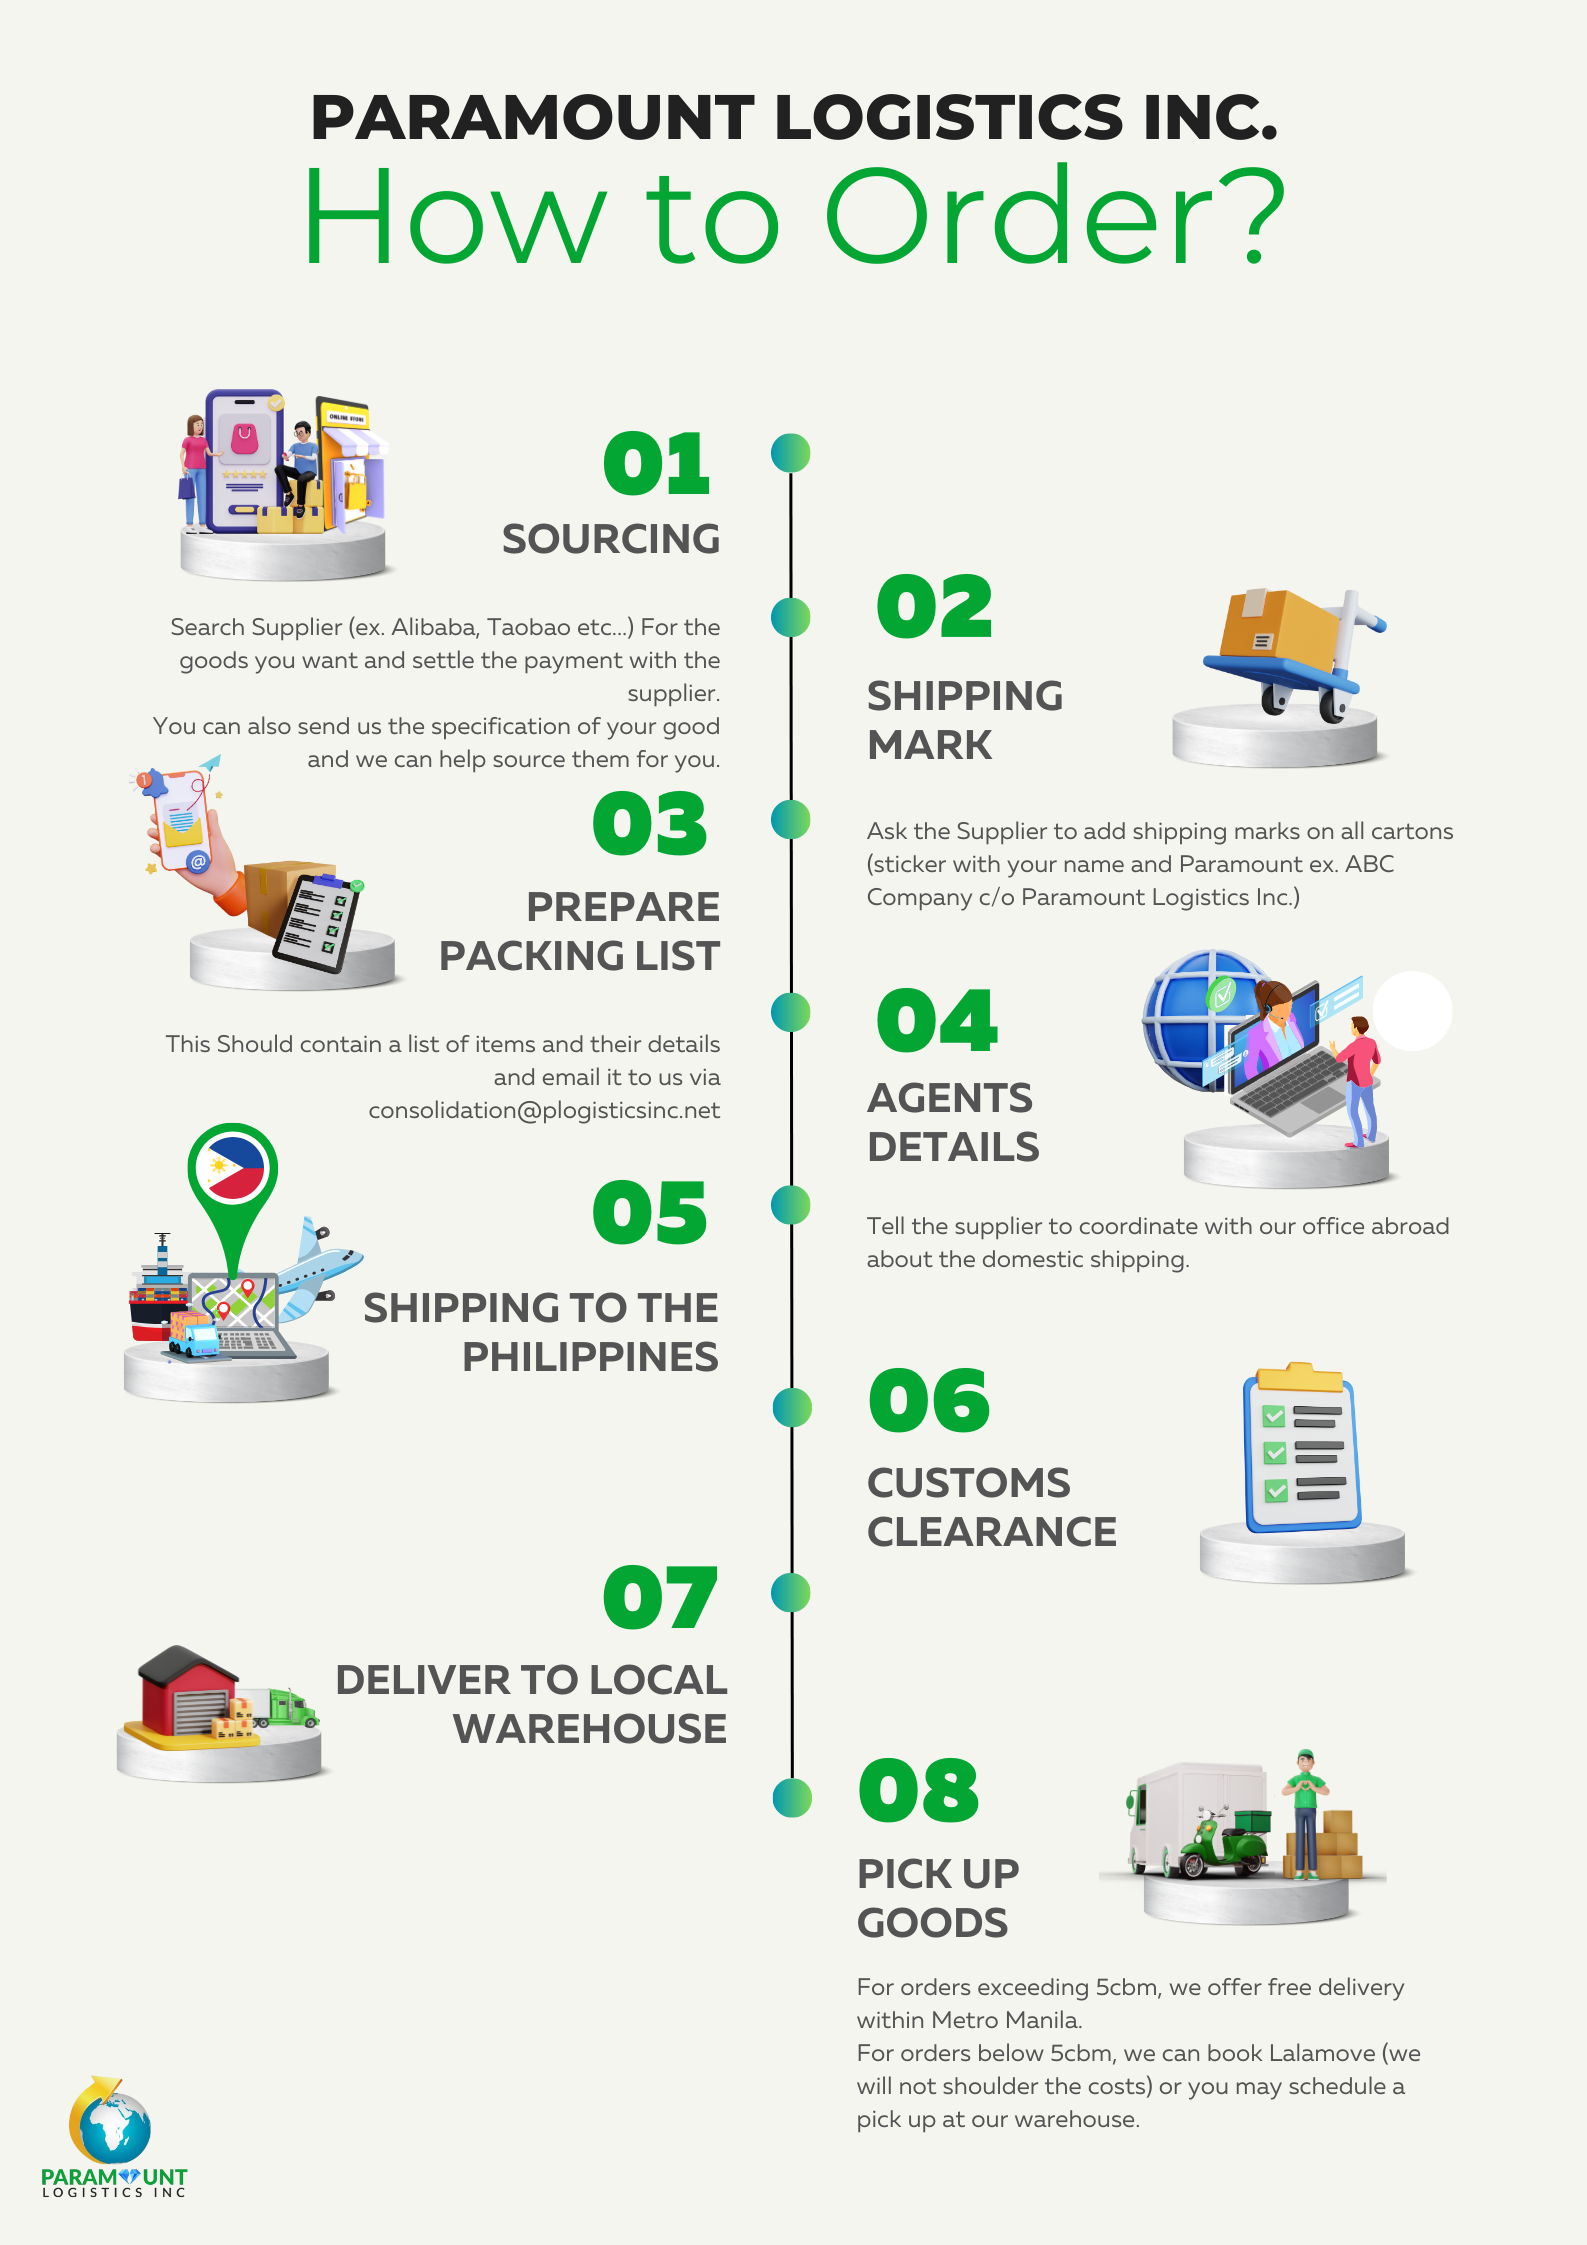 PARAMOUNT LOGISTICS INC.
How to Order?
ONLINE STORE
01
SOURCING
Search Supplier (ex. Alibaba, Taobao etc...) For the
goods you want and settle the payment with the
supplier.
You can also send us the specification of your good
and we can help source them for you.
02
SHIPPING
MARK
Ask the Supplier to add shipping marks on all cartons
(sticker with your name and Paramount ex. ABC
Company c/o Paramount Logistics Inc.)
1
@
03
PREPARE
PACKING LIST
This Should contain a list of items and their details
and email it to us via
consolidation@plogisticsinc.net
04
AGENTS
DETAILS
Tell the supplier to coordinate with our office abroad
about the domestic shipping.
05
SHIPPING TO THE
PHILIPPINES
06
CUSTOMS
CLEARANCE
07
DELIVER TO LOCAL
WAREHOUSE
08
PICK UP
GOODS
For orders exceeding 5cbm, we offer free delivery
within Metro Manila.
For orders below 5cbm, we can book Lalamove (we
will not shoulder the costs) or you may schedule a
pick up at our warehouse.
PARAMOUNT
LOGISTICS INC